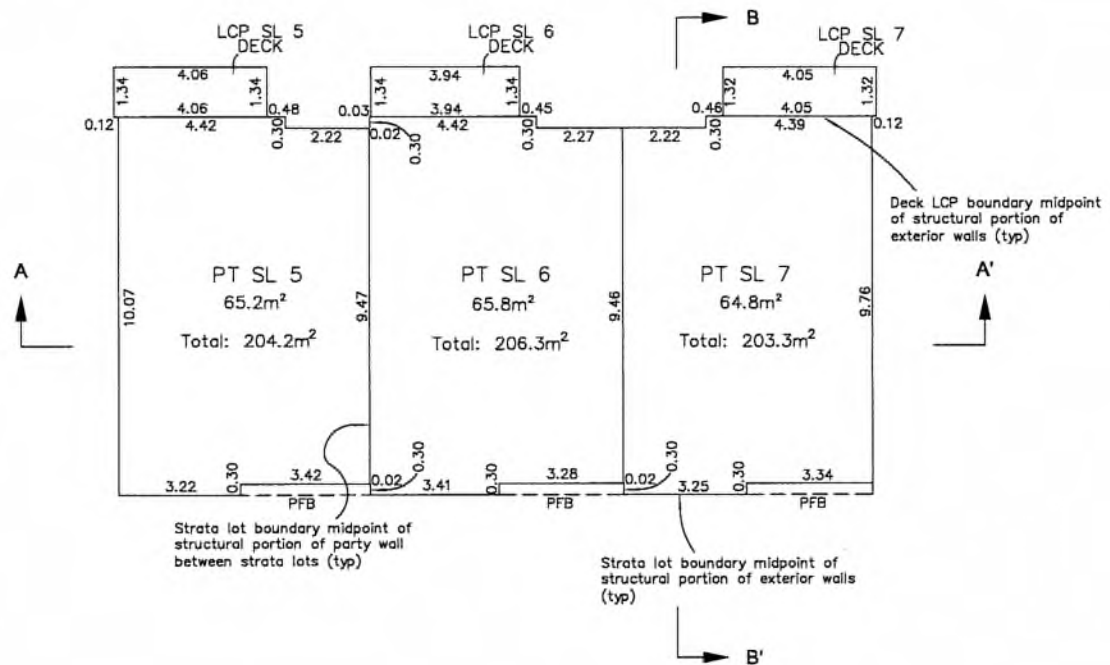 B
LCP SL 5
DECK
LCP SL 6
DECK
LCP SL 7
DECK
4.06
3.94
4.05
1.34
1.34
1.34
1.34
1.32
1.32
4.06
0.48
0.03
3.94
0.45
0.46
4.05
0.12
4.42
0.30
2.22
0.02
0.30
4.42
0.30
2.27
2.22
0.30
4.39
0.12
Deck LCP boundary midpoint
of structural portion of
exterior walls (typ)
A
A'
PT SL 5
65.2m²
Total: 204.2m²
PT SL 6
65.8m²
Total: 206.3m²
PT SL 7
64.8m²
Total: 203.3m²
10.07
9.47
9.46
9.76
3.22
0.30
3.42
0.02
0.30
3.41
0.30
3.28
0.02
0.30
3.25
0.30
3.34
PFB
PFB
PFB
Strata lot boundary midpoint of
structural portion of party wall
between strata lots (typ)
Strata lot boundary midpoint of
structural portion of exterior walls
(typ)
B'